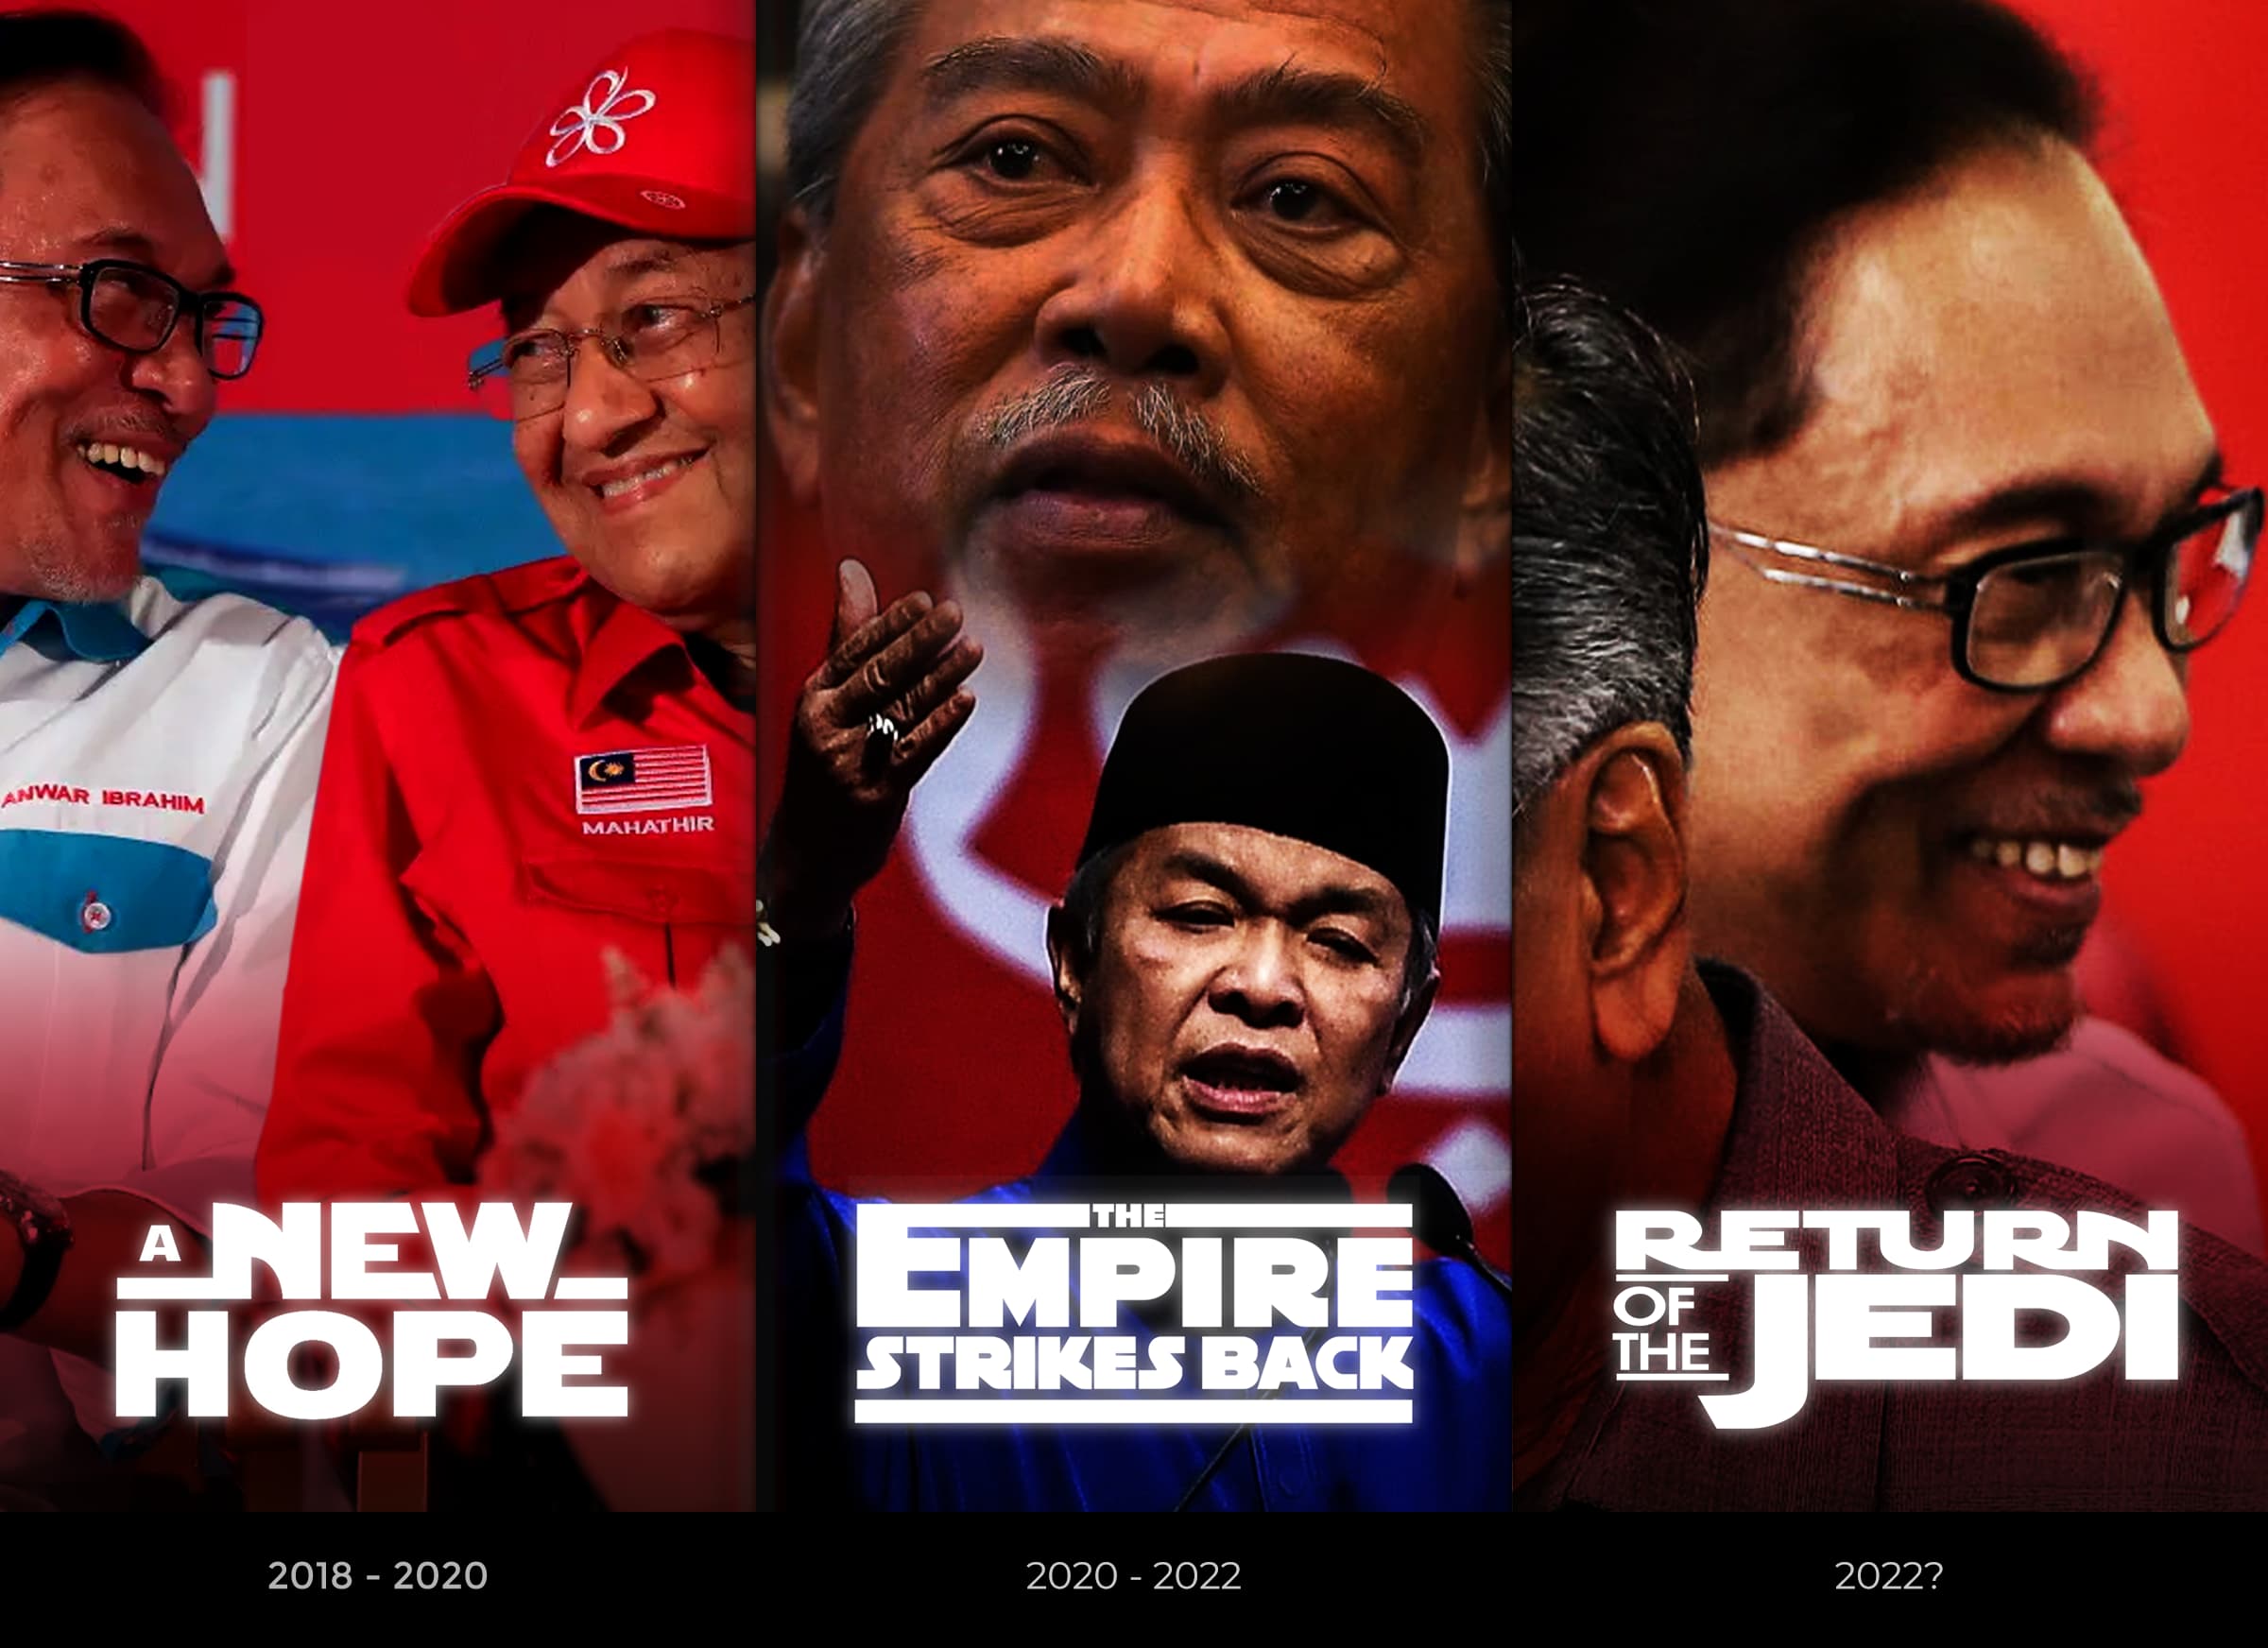 ANWAR IBRAHIM
MAHATHIR
A NEW
HOPE
2018 - 2020
THE
EMPIRE
STRIKES BACK
2020 - 2022
RETURN
OF
THE
JEDI
2022?